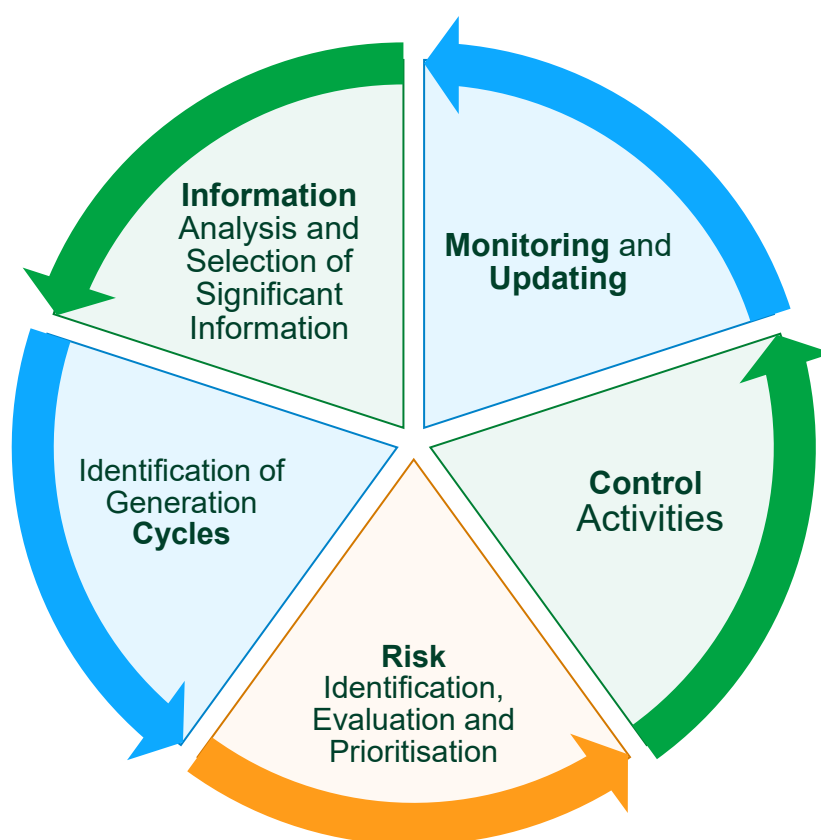 Information
Analysis and
Selection of
Significant
Information
Monitoring and
Updating
Identification of
Generation
Cycles
Control
Activities
Risk
Identification,
Evaluation and
Prioritisation